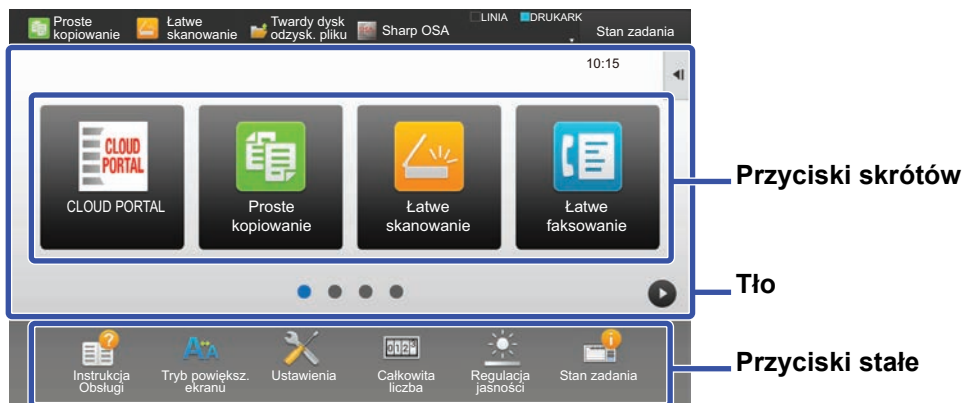 Proste
kopiowanie
Łatwe
skanowanie
Twardy dysk
odzysk. pliku
Sharp OSA
LINIA
DRUKARK
Stan zadania
10:15
CLOUD
PORTAL
CLOUD PORTAL
Proste
kopiowanie
Łatwe
skanowanie
Łatwe
faksowanie
Przyciski skrótów
Tło
Instrukcja
Obsługi
Tryb powiększ.
ekranu
Ustawienia
Całkowita
liczba
Regulacja
jasności
Stan zadania
Przyciski stałe